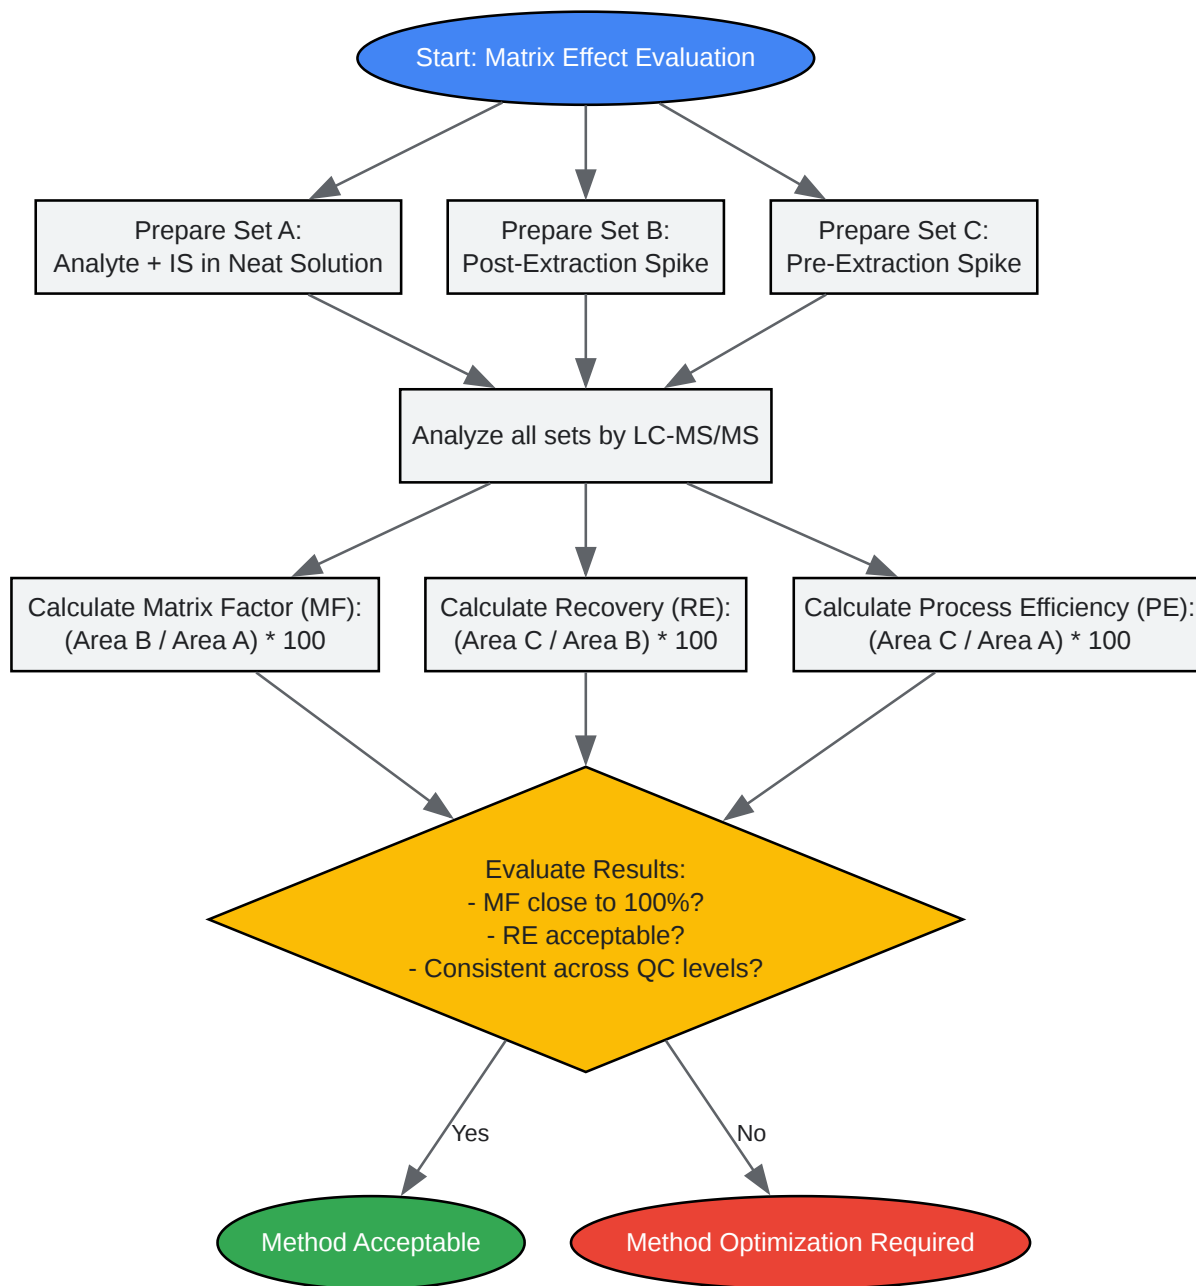 Start: Matrix Effect Evaluation
Prepare Set A:
Analyte + IS in Neat Solution
Prepare Set B:
Post-Extraction Spike
Prepare Set C:
Pre-Extraction Spike
Analyze all sets by LC-MS/MS
Calculate Matrix Factor (MF):
(Area B / Area A) * 100
Calculate Recovery (RE):
(Area C / Area B) * 100
Calculate Process Efficiency (PE):
(Area C / Area A) * 100
Evaluate Results:
- MF close to 100%?
- RE acceptable?
- Consistent across QC levels?
Yes
No
Method Acceptable
Method Optimization Required